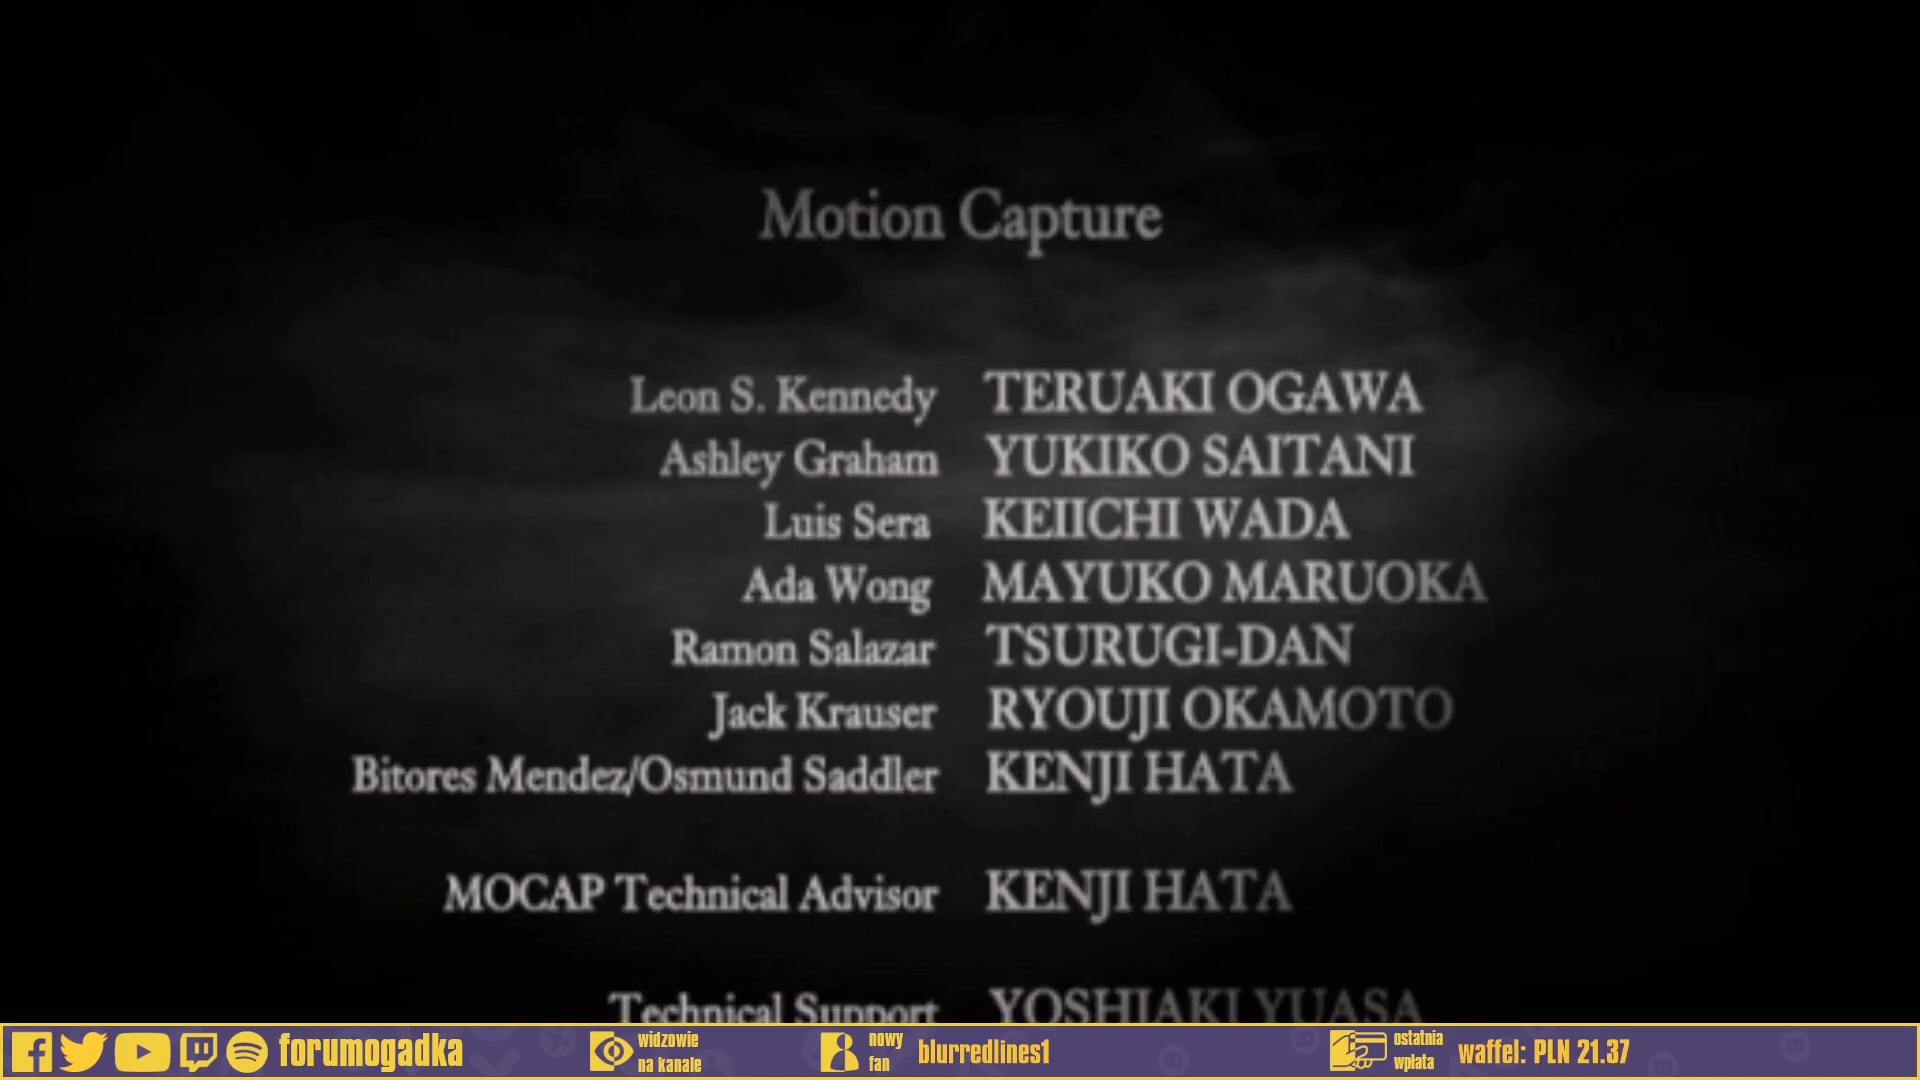 Motion Capture
Leon S. Kennedy TERUAKI OGAWA
Ashley Graham YUKIKO SAITANI
Luis Sera KEIICHI WADA
Ada Wong MAYUKO MARUOKA
Ramon Salazar TSURUGI-DAN
Jack Krauser RYOUJI OKAMOTO
Bitores Mendez/Osmund Saddler KENJI HATA
MOCAP Technical Advisor KENJI HATA
Technical Support YOSHIAKI YUASA
forumogadka
widzowie
na kanale
nowy
fan
blurredlines1
ostatnia
wpłata
waffel: PLN 21.37